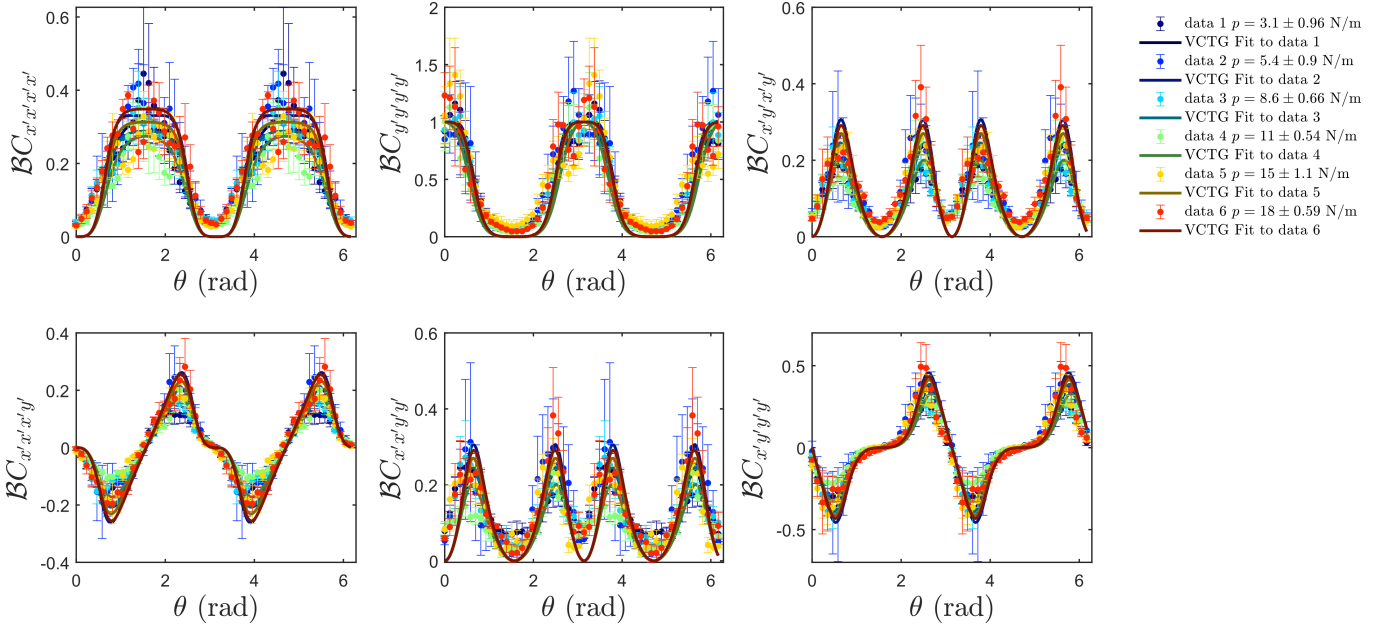 0.6
0.4
0.2
0
0 2 4 6
θ (rad)
ℬC_{x'x'x'x'}
2
1.5
1
0.5
0
0 2 4 6
θ (rad)
ℬC_{y'y'y'y'}
0.6
0.4
0.2
0
0 2 4 6
θ (rad)
ℬC_{x'y'x'y'}
data 1 p = 3.1 ± 0.96 N/m
VCTG Fit to data 1
data 2 p = 5.4 ± 0.9 N/m
VCTG Fit to data 2
data 3 p = 8.6 ± 0.66 N/m
VCTG Fit to data 3
data 4 p = 11 ± 0.54 N/m
VCTG Fit to data 4
data 5 p = 15 ± 1.1 N/m
VCTG Fit to data 5
data 6 p = 18 ± 0.59 N/m
VCTG Fit to data 6
0.4
0.2
0
-0.2
-0.4
0 2 4 6
θ (rad)
ℬC_{x'x'x'y'}
0.6
0.4
0.2
0
0 2 4 6
θ (rad)
ℬC_{x'x'y'y'}
0.5
0
-0.5
0 2 4 6
θ (rad)
ℬC_{x'y'y'y'}